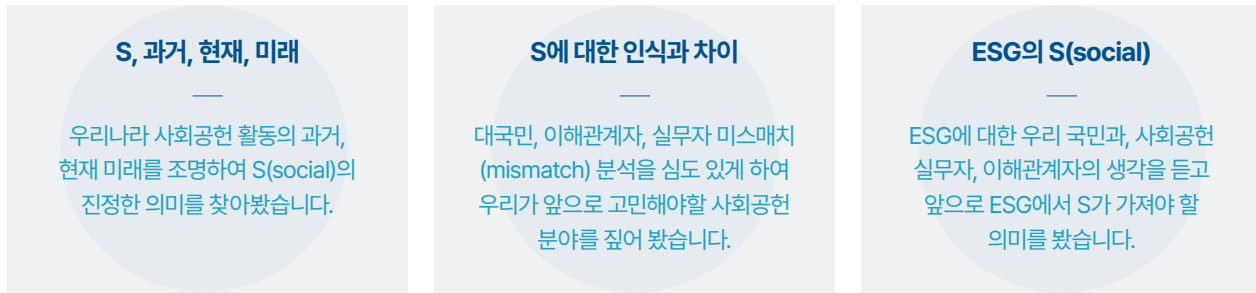 S, 과거, 현재, 미래
우리나라 사회공헌 활동의 과거,
현재 미래를 조명하여 S(social)의
진정한 의미를 찾아봤습니다.
S에 대한 인식과 차이
대국민, 이해관계자, 실무자 미스매치
(mismatch) 분석을 심도 있게 하여
우리가 앞으로 고민해야할 사회공헌
분야를 짚어 봤습니다.
ESG의 S(social)
ESG에 대한 우리 국민과, 사회공헌
실무자, 이해관계자의 생각을 듣고
앞으로 ESG에서 S가 가져야 할
의미를 봤습니다.